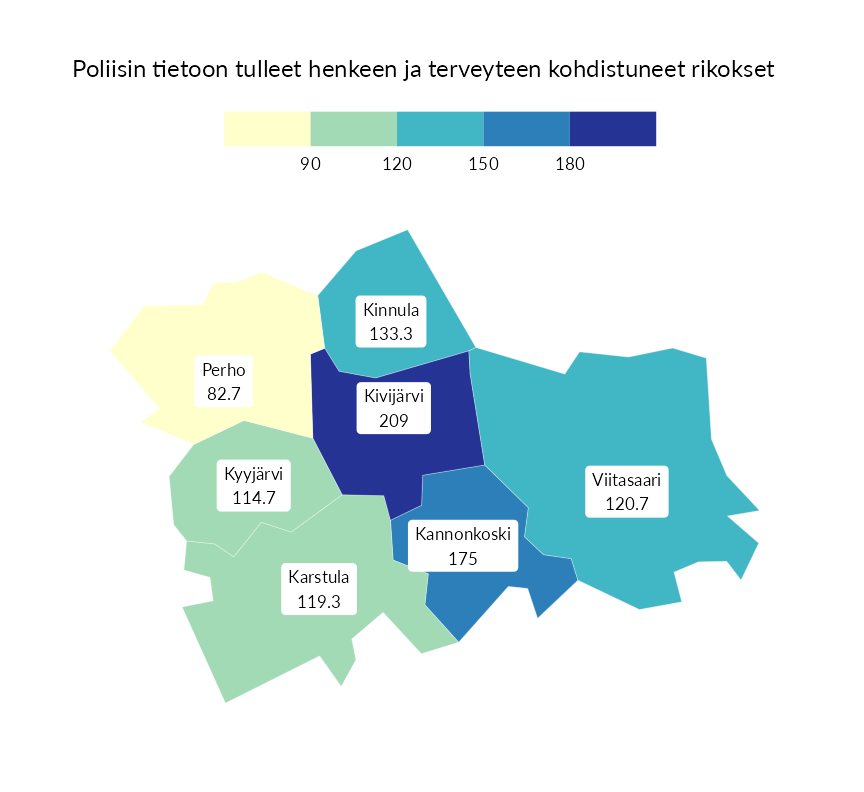 Poliisin tietoon tulleet henkeen ja terveyteen kohdistuneet rikokset
90 120 150 180
Kinnula
133.3
Perho
82.7
Kivijärvi
209
Kyyjärvi
114.7
Viitasaari
120.7
Kannonkoski
175
Karstula
119.3